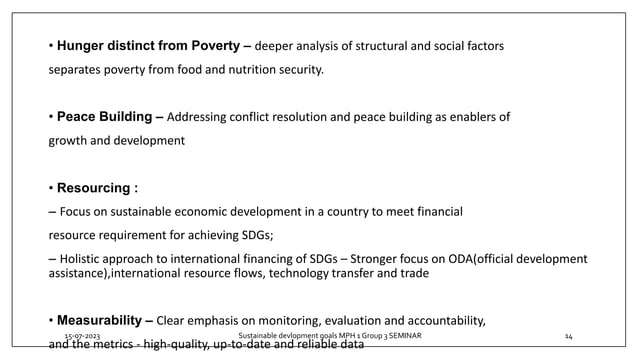 • Hunger distinct from Poverty – deeper analysis of structural and social factors
separates poverty from food and nutrition security.
• Peace Building – Addressing conflict resolution and peace building as enablers of
growth and development
• Resourcing :
– Focus on sustainable economic development in a country to meet financial
resource requirement for achieving SDGs;
– Holistic approach to international financing of SDGs – Stronger focus on ODA(official development
assistance),international resource flows, technology transfer and trade
• Measurability – Clear emphasis on monitoring, evaluation and accountability,
15-07-2023 Sustainable devlopment goals MPH 1 Group 3 SEMINAR 14
and the metrics - high-quality, up-to-date and reliable data